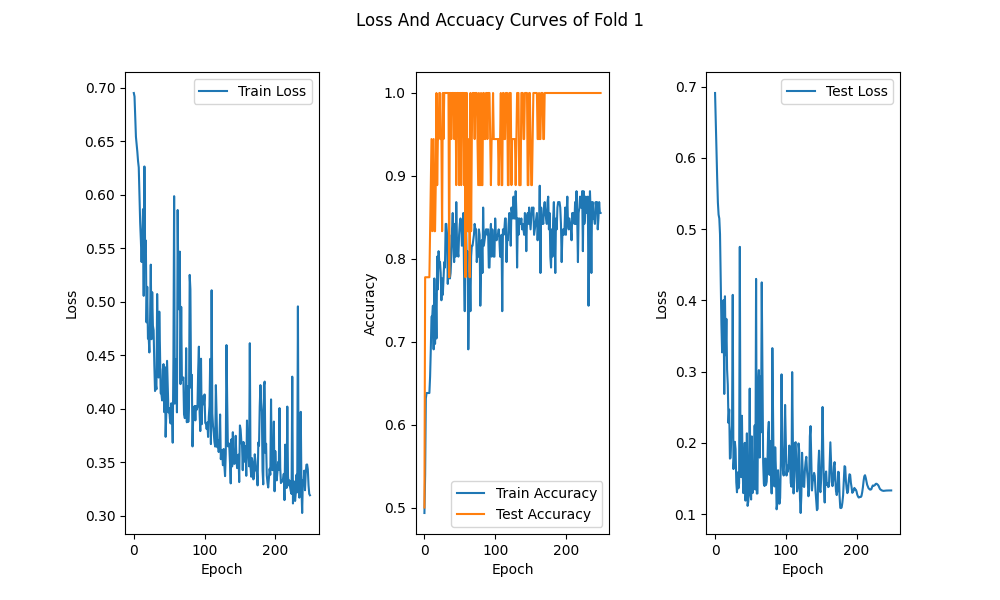 Loss And Accuacy Curves of Fold 1
Train Loss
0.70
0.65
0.60
0.55
0.50
0.45
0.40
0.35
0.30
Loss
0 100 200
Epoch
1.0
0.9
0.8
0.7
0.6
0.5
Accuracy
Train Accuracy
Test Accuracy
0 100 200
Epoch
Test Loss
0.7
0.6
0.5
0.4
0.3
0.2
0.1
Loss
0 100 200
Epoch